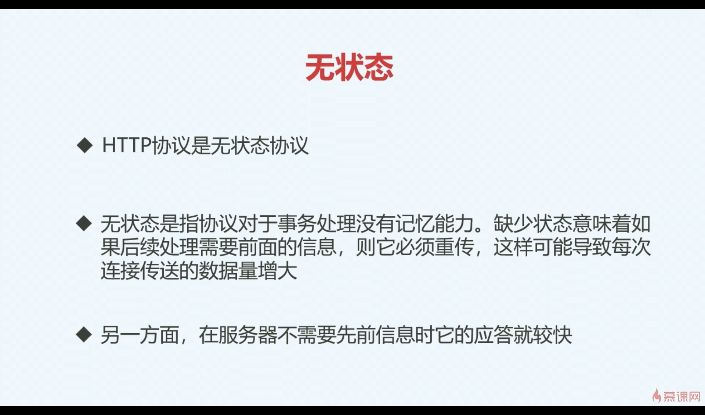 无状态
◆ HTTP协议是无状态协议
◆ 无状态是指协议对于事务处理没有记忆能力。缺少状态意味着如
果后续处理需要前面的信息，则它必须重传，这样可能导致每次
连接传送的数据量增大
◆ 另一方面，在服务器不需要先前信息时它的应答就较快
慕课网